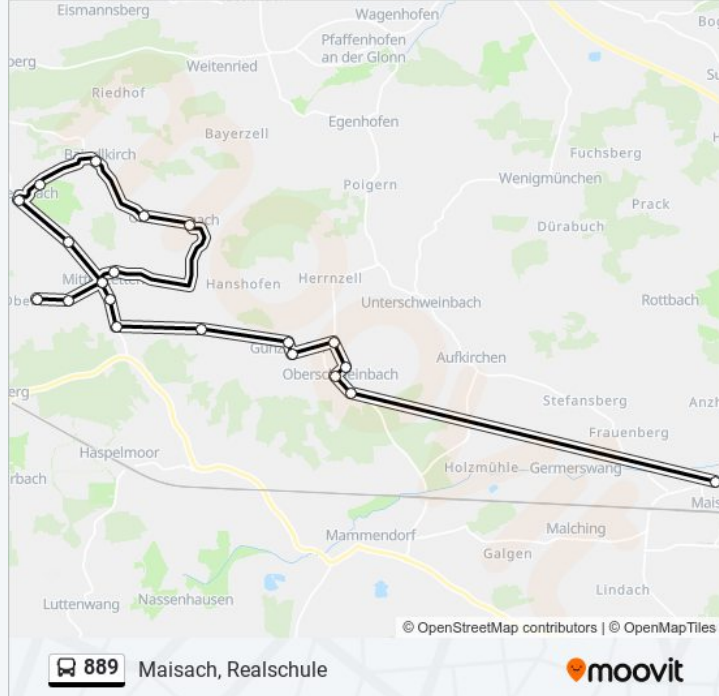 Eismannsberg
Wagenhofen
Pfaffenhofen
an der Glonn
Weitenried
Riedhof
Egenhofen
Bayerzell
Fuchsberg
Poigern
Wenigmünchen
Prack
Dürabuch
Hanshofen
Herrnzell
Unterschweinbach
Rottbach
Aufkirchen
Stefansberg
Frauenberg
Haspelmoor
Holzmühle
Germerswang
Mammendorf
Malching
Galgen
Lindach
Nassenhausen
Luttenwang
© OpenStreetMap contributors | © OpenMapTiles
889 Maisach, Realschule
moovit